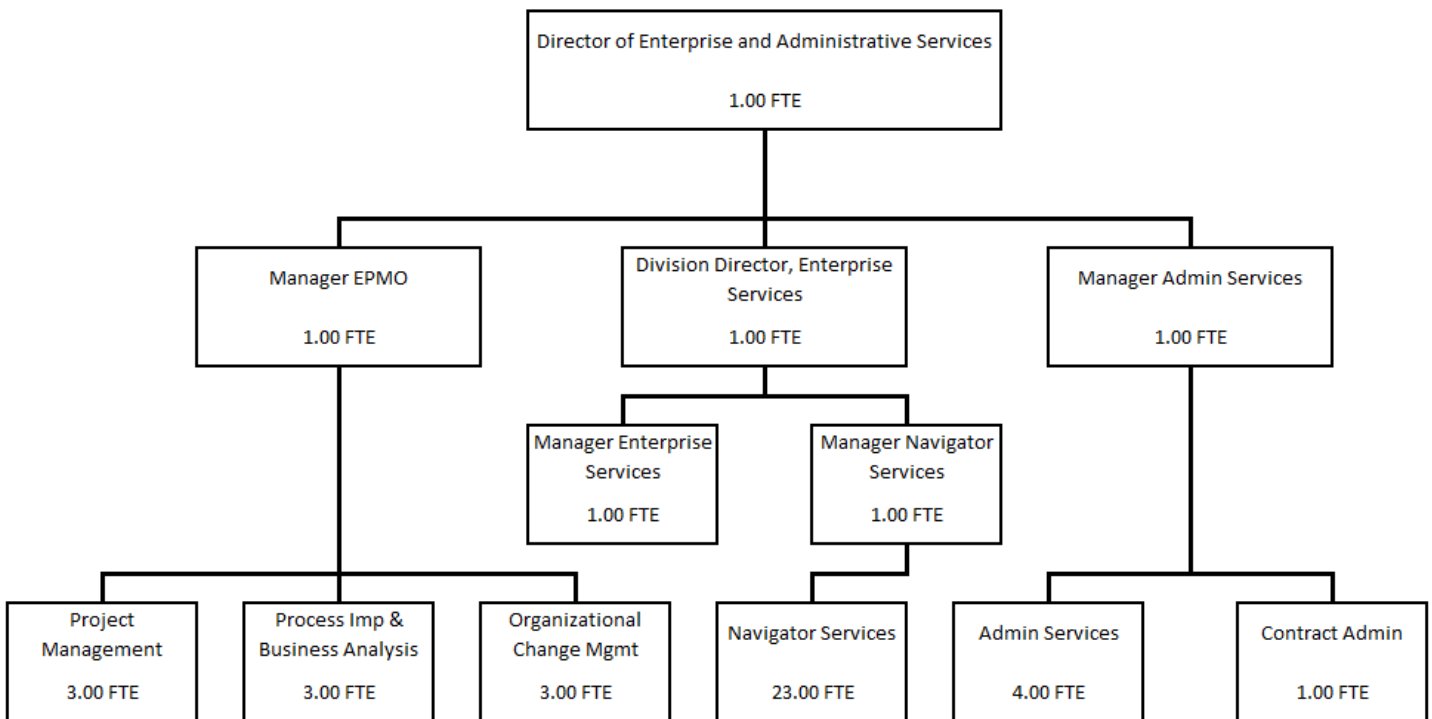 Director of Enterprise and Administrative Services
1.00 FTE
Manager EPMO
1.00 FTE
Division Director, Enterprise
Services
1.00 FTE
Manager Admin Services
1.00 FTE
Manager Enterprise
Services
1.00 FTE
Manager Navigator
Services
1.00 FTE
Project
Management
3.00 FTE
Process Imp &
Business Analysis
3.00 FTE
Organizational
Change Mgmt
3.00 FTE
Navigator Services
23.00 FTE
Admin Services
4.00 FTE
Contract Admin
1.00 FTE